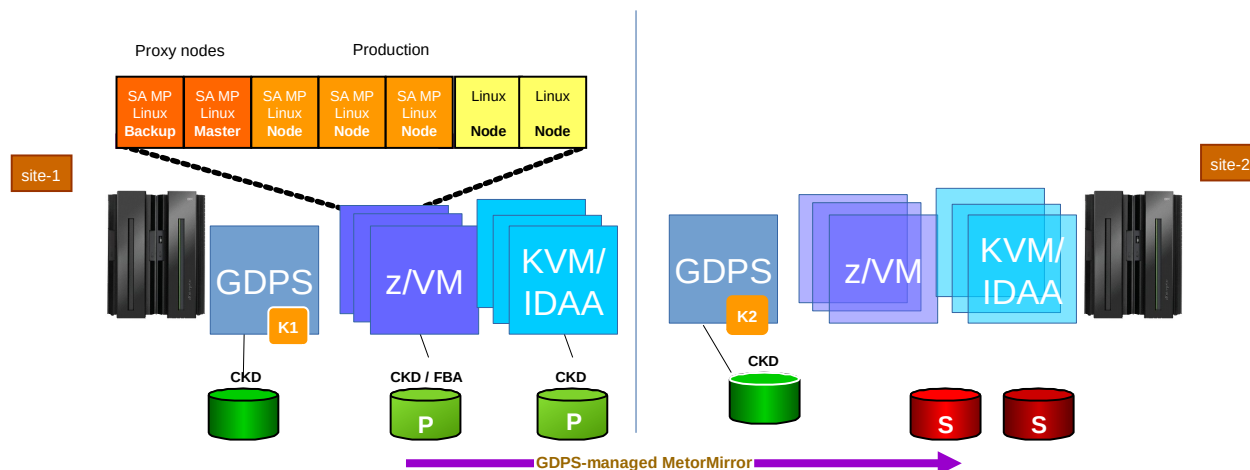 Proxy nodes
Production
SA MP
Linux
Backup
SA MP
Linux
Master
SA MP
Linux
Node
SA MP
Linux
Node
SA MP
Linux
Node
Linux
Node
Linux
Node
site-1
site-2
GDPS
K1
z/VM
KVM/
IDAA
GDPS
K2
z/VM
KVM/
IDAA
CKD
CKD / FBA
P
CKD
P
CKD
S
S
GDPS-managed MetorMirror